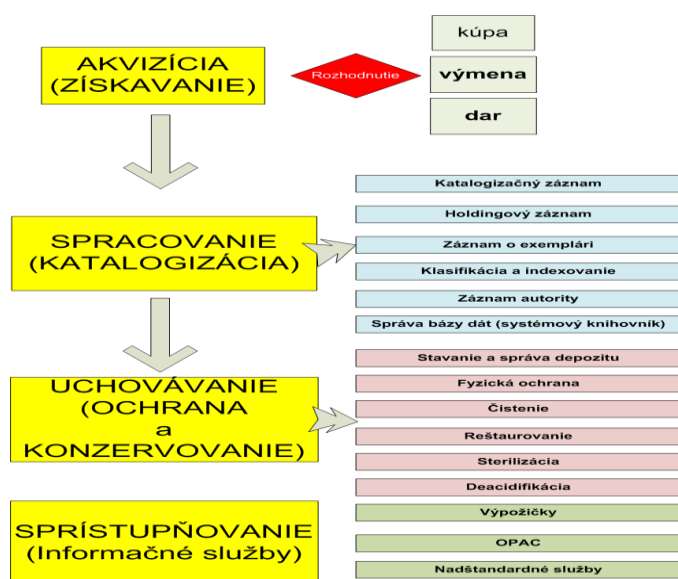 AKVIZÍCIA
(ZÍSKAVANIE)
Rozhodnutie
kúpa
výmena
dar
SPRACOVANIE
(KATALOGIZÁCIA)
Katalogizačný záznam
Holdingový záznam
Záznam o exemplári
Klasifikácia a indexovanie
Záznam autority
Správa bázy dát (systémový knihovník)
UCHOVÁVANIE
(OCHRANA
a
KONZERVOVANIE)
Stavanie a správa depozitu
Fyzická ochrana
Čistenie
Reštaurovanie
Sterilizácia
Deacidifikácia
SPRÍSTUPŇOVANIE
(Informačné služby)
Výpožičky
OPAC
Nadštandardné služby